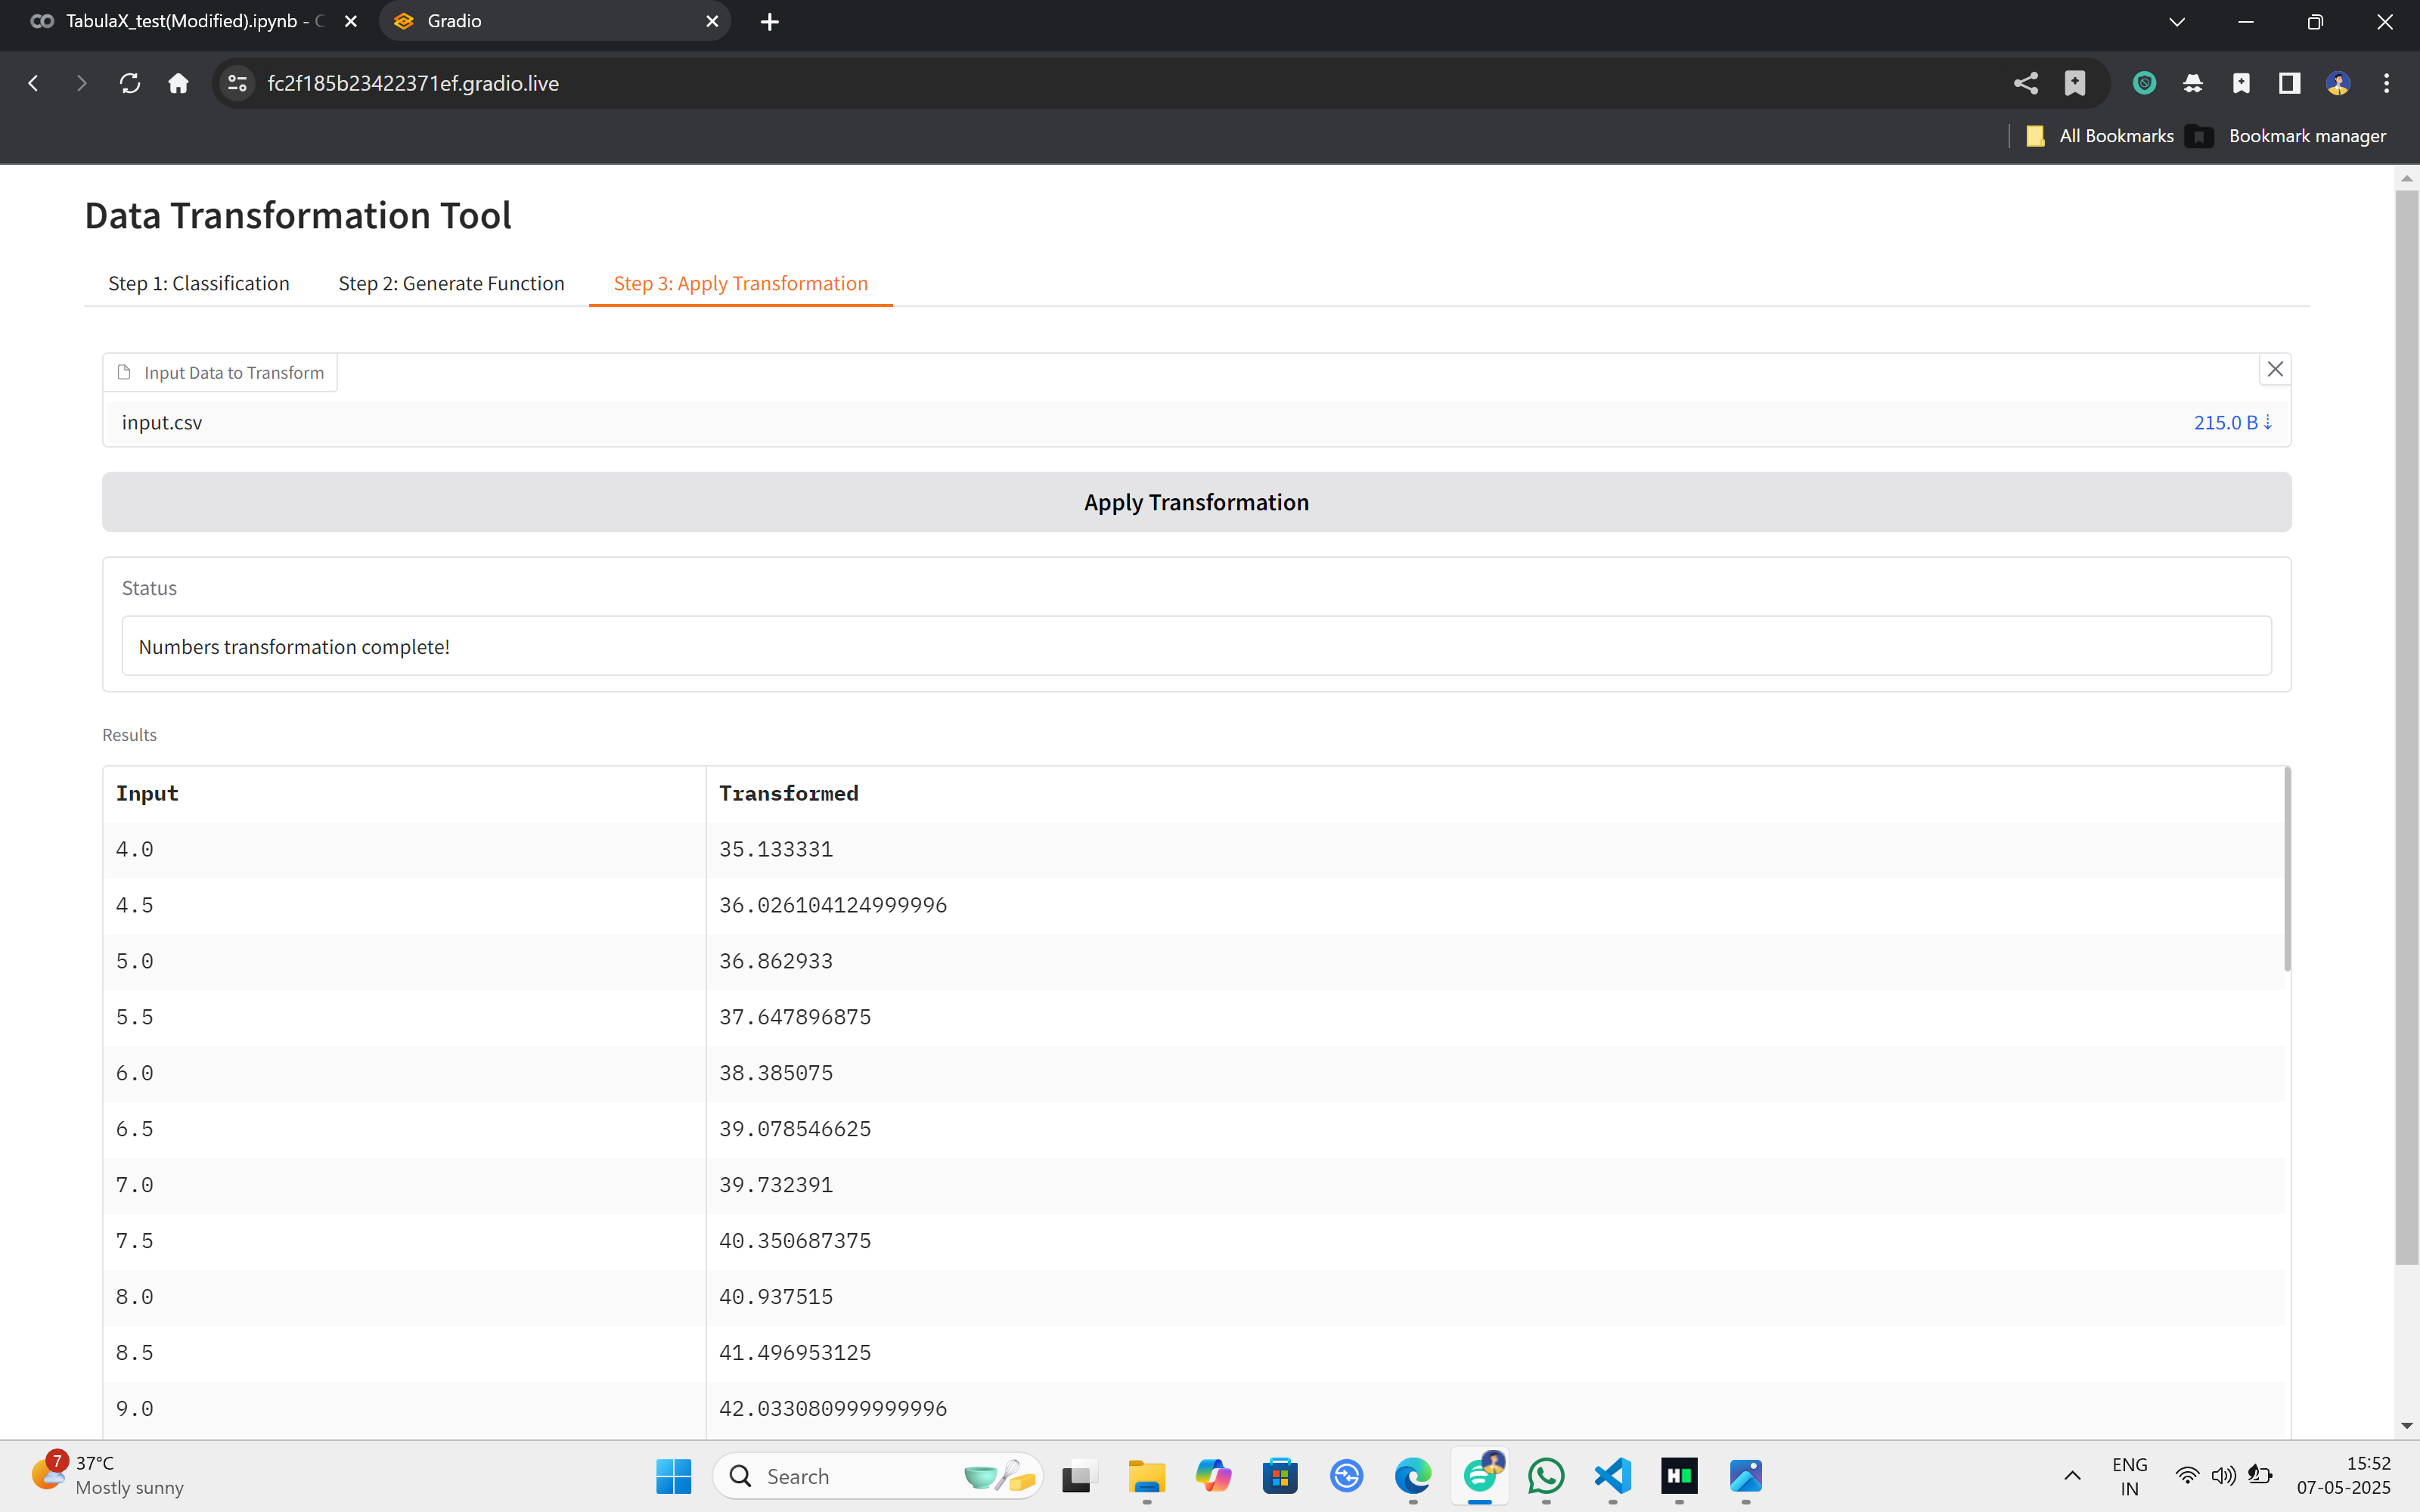 TabulaX_test(Modified).ipynb - C
Gradio
fc2f185b23422371ef.gradio.live
All Bookmarks
Bookmark manager
Data Transformation Tool
Step 1: Classification
Step 2: Generate Function
Step 3: Apply Transformation
Input Data to Transform
input.csv
215.0 B ⇣
Apply Transformation
Status
Numbers transformation complete!
Results
Input Transformed
4.0 35.133331
4.5 36.026104124999996
5.0 36.862933
5.5 37.647896875
6.0 38.385075
6.5 39.078546625
7.0 39.732391
7.5 40.350687375
8.0 40.937515
8.5 41.496953125
9.0 42.033080999999996
7
37°C
Mostly sunny
Search
ENG
IN
15:52
07-05-2025